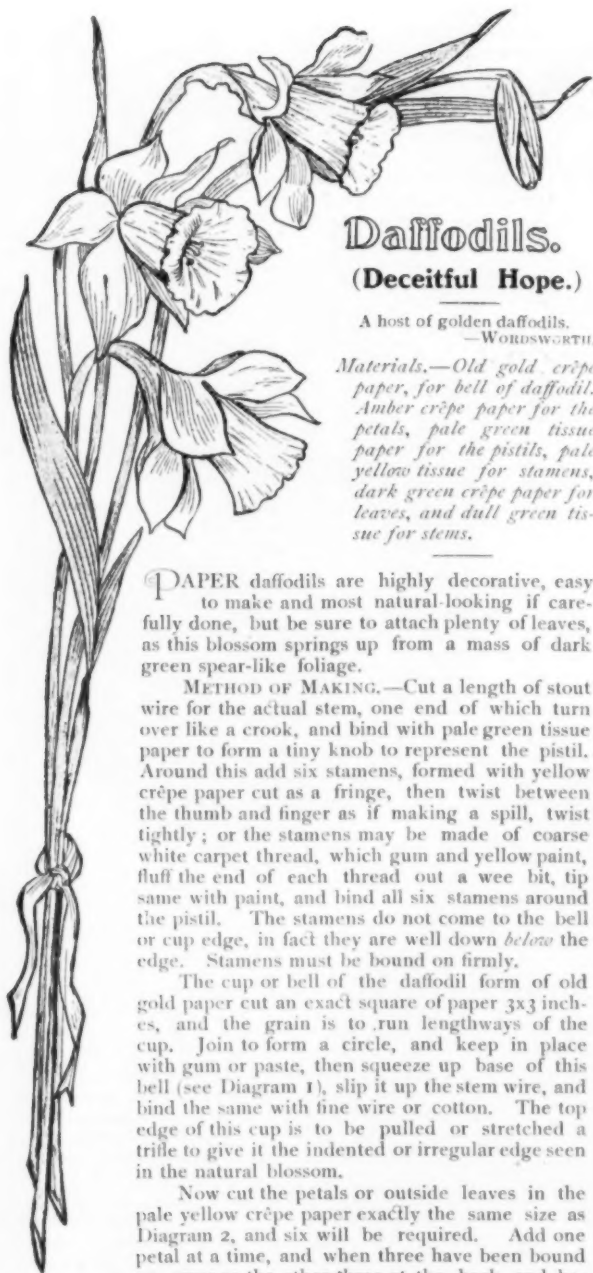 Daffodils.
(Deceitful Hope.)
A host of golden daffodils.
—WORDSWORTH.
Materials.—Old gold crêpe
paper, for bell of daffodil.
Amber crêpe paper for the
petals, pale green tissue
paper for the pistils, pale
yellow tissue for stamens,
dark green crêpe paper for
leaves, and dull green tis-
sue for stems.
PAPER daffodils are highly decorative, easy
to make and most natural-looking if care-
fully done, but be sure to attach plenty of leaves,
as this blossom springs up from a mass of dark
green spear-like foliage.
METHOD OF MAKING.—Cut a length of stout
wire for the actual stem, one end of which turn
over like a crook, and bind with pale green tissue
paper to form a tiny knob to represent the pistil.
Around this add six stamens, formed with yellow
crêpe paper cut as a fringe, then twist between
the thumb and finger as if making a spill, twist
tightly; or the stamens may be made of coarse
white carpet thread, which gum and yellow paint,
fluff the end of each thread out a wee bit, tip
same with paint, and bind all six stamens around
the pistil. The stamens do not come to the bell
or cup edge, in fact they are well down below the
edge. Stamens must be bound on firmly.
The cup or bell of the daffodil form of old
gold paper cut an exact square of paper 3x3 inch-
es, and the grain is to .run lengthways of the
cup. Join to form a circle, and keep in place
with gum or paste, then squeeze up base of this
bell (see Diagram 1), slip it up the stem wire, and
bind the same with fine wire or cotton. The top
edge of this cup is to be pulled or stretched a
trifle to give it the indented or irregular edge seen
in the natural blossom.
Now cut the petals or outside leaves in the
pale yellow crêpe paper exactly the same size as
Diagram 2, and six will be required. Add one
petal at a time, and when three have been bound